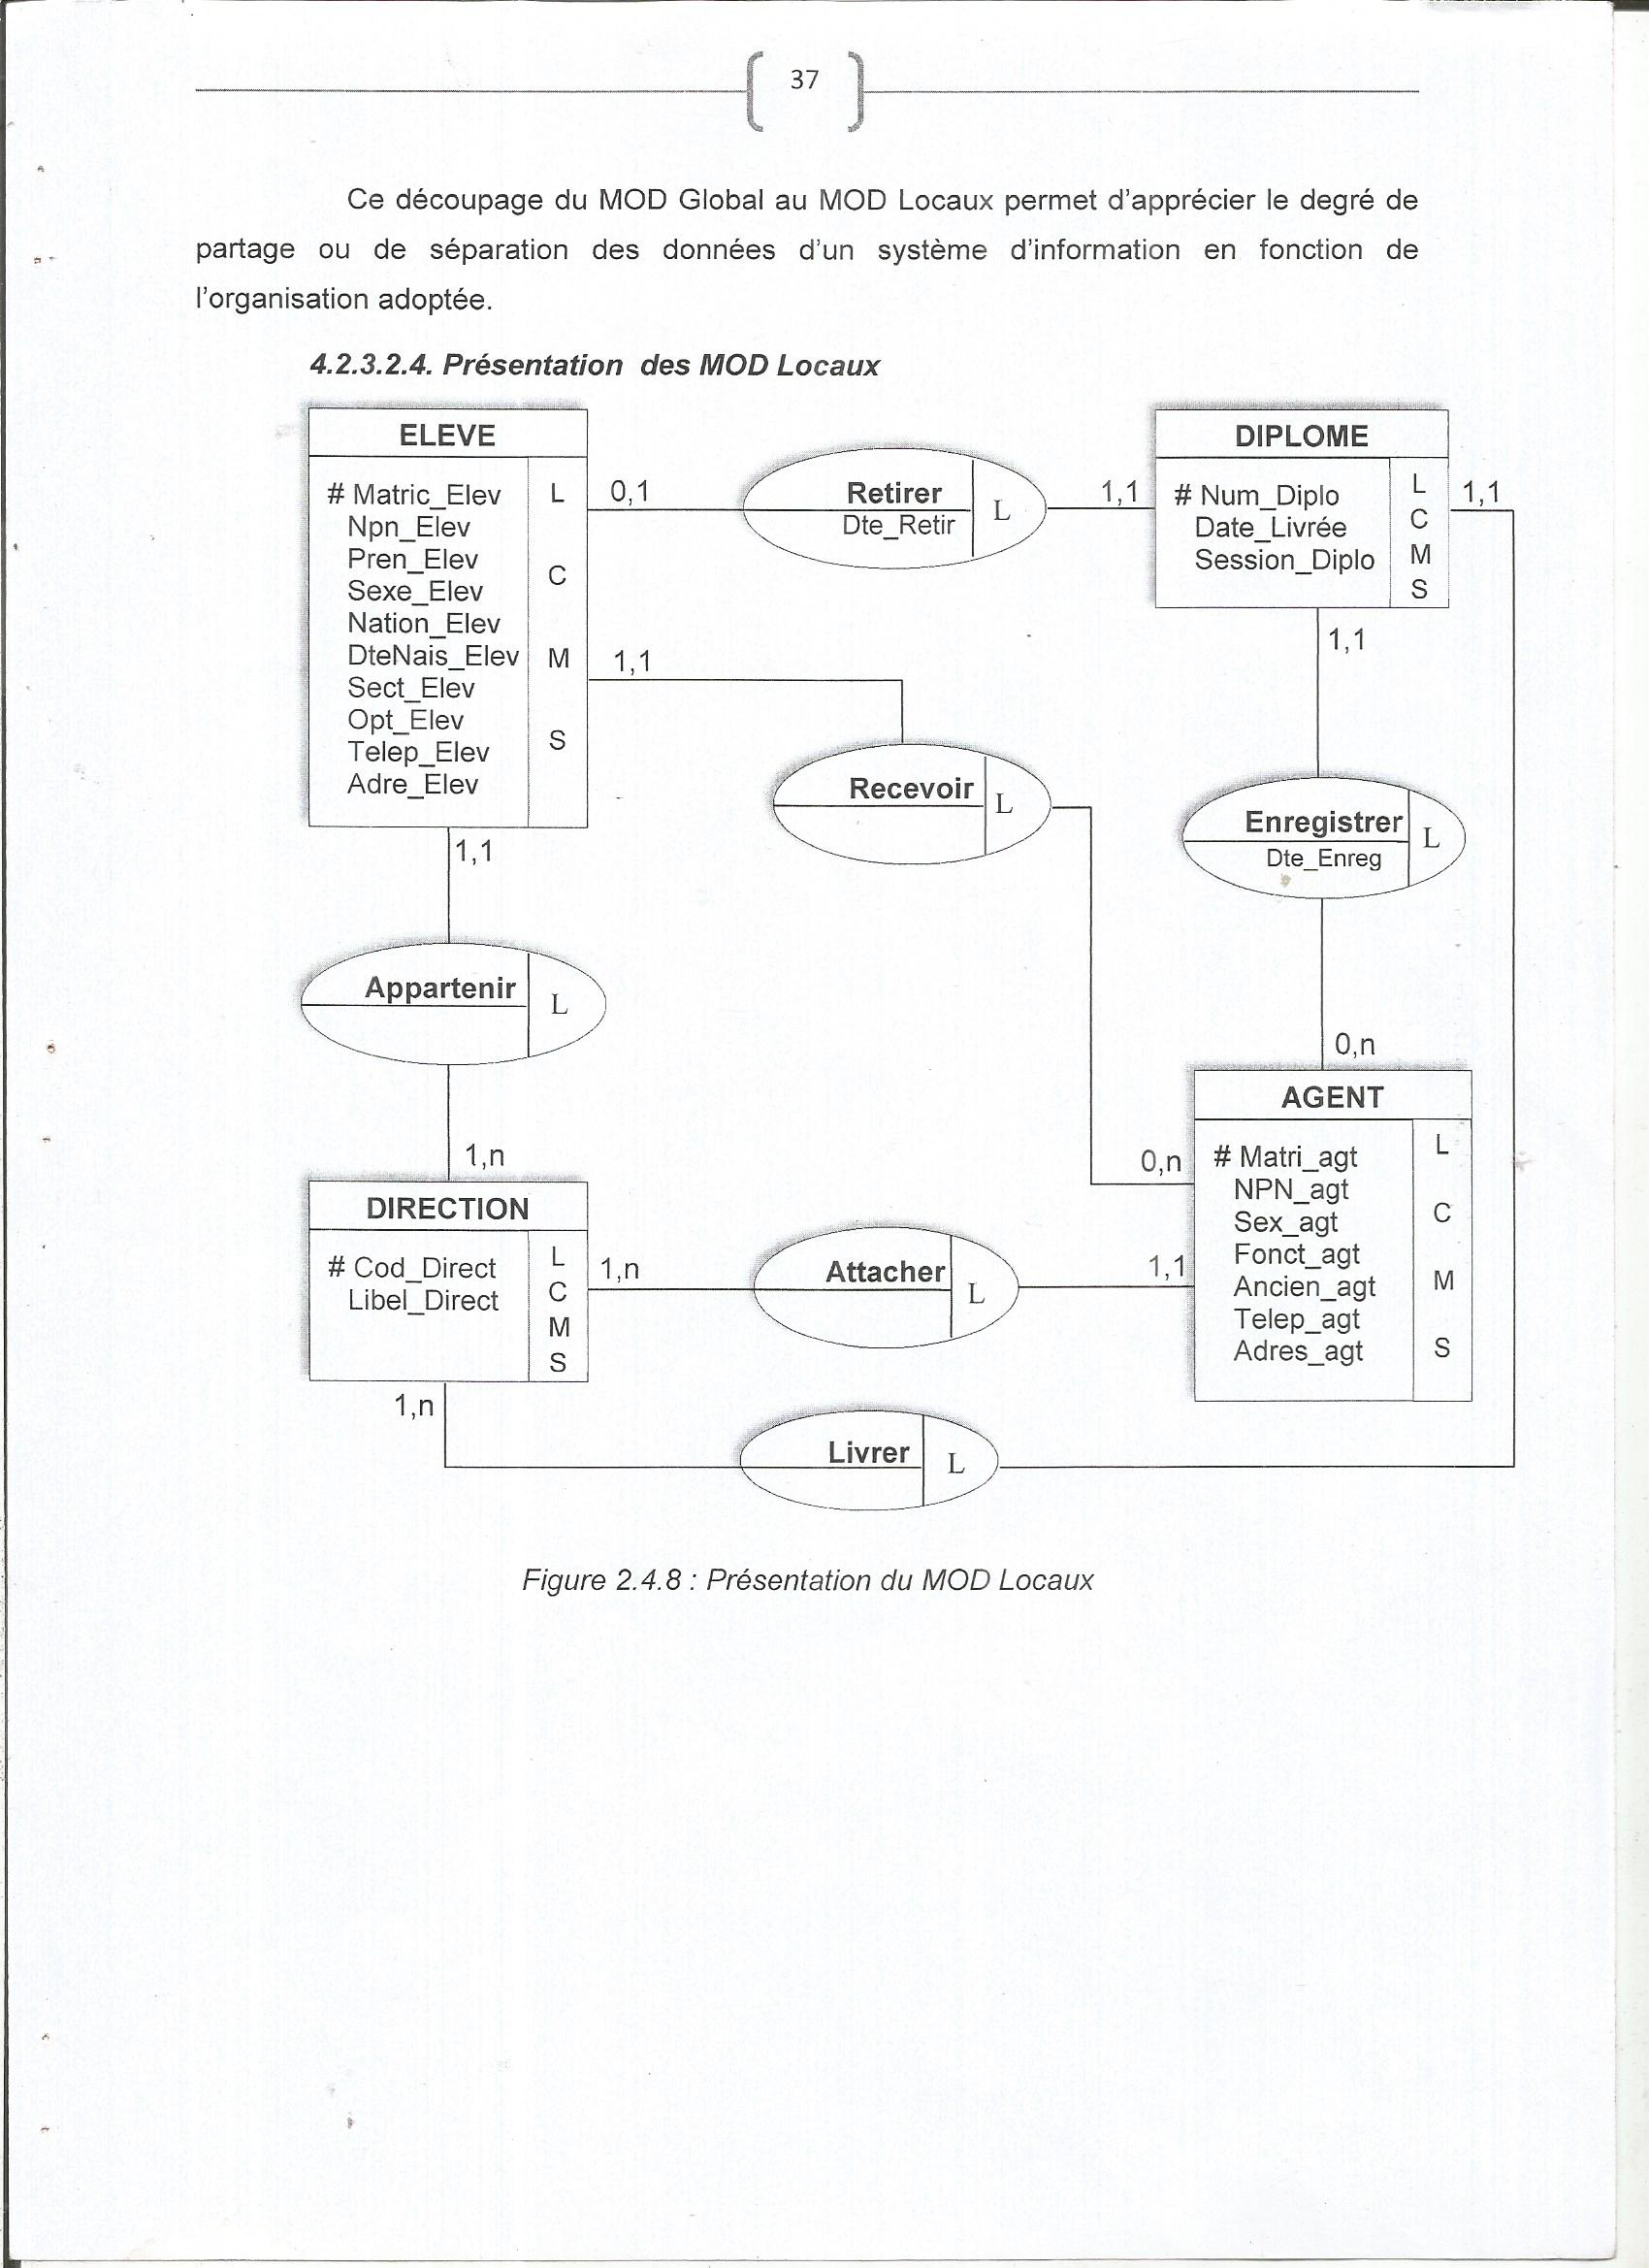 37
Ce découpage du MOD Global au MOD Locaux permet d'apprécier le degré de
partage ou de séparation des données d'un système d'information en fonction de
l'organisation adoptée.
4.2.3.2.4. Présentation des MOD Locaux
ELEVE
# Matric_Elev
Npn_Elev
Pren_Elev
Sexe_Elev
Nation_Elev
DteNais_Elev
Sect_Elev
Opt_Elev
Telep_Elev
Adre_Elev
L
C
M
S
0,1
Retirer
Dte_Retir
L
1,1
DIPLOME
# Num_Diplo
Date_Livrée
Session_Diplo
L
C
M
S
1,1
1,1
1,1
Recevoir
L
Enregistrer
Dte_Enreg
L
1,1
Appartenir
L
0,n
1,n
0,n
AGENT
# Matri_agt
NPN_agt
Sex_agt
Fonct_agt
Ancien_agt
Telep_agt
Adres_agt
L
C
M
S
DIRECTION
# Cod_Direct
Libel_Direct
L
C
M
S
1,n
Attacher
L
1,1
1,n
Livrer
L
Figure 2.4.8 : Présentation du MOD Locaux